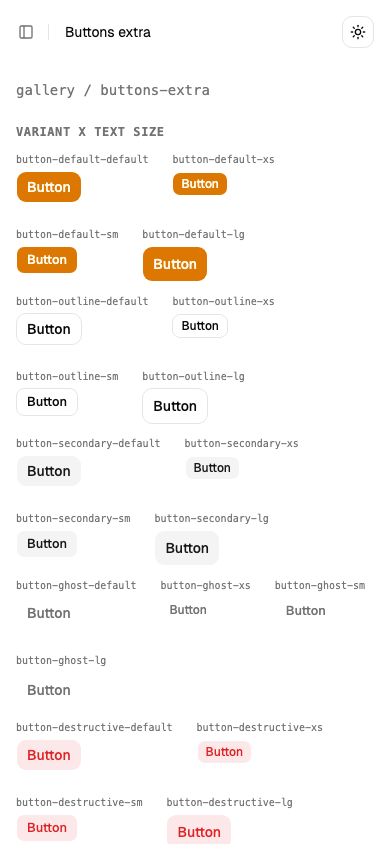 Buttons extra
gallery / buttons-extra
VARIANT X TEXT SIZE
button-default-default button-default-xs
Button Button
button-default-sm button-default-lg
Button Button
button-outline-default button-outline-xs
Button Button
button-outline-sm button-outline-lg
Button Button
button-secondary-default button-secondary-xs
Button Button
button-secondary-sm button-secondary-lg
Button Button
button-ghost-default button-ghost-xs button-ghost-sm
Button Button Button
button-ghost-lg
Button
button-destructive-default button-destructive-xs
Button Button
button-destructive-sm button-destructive-lg
Button Button